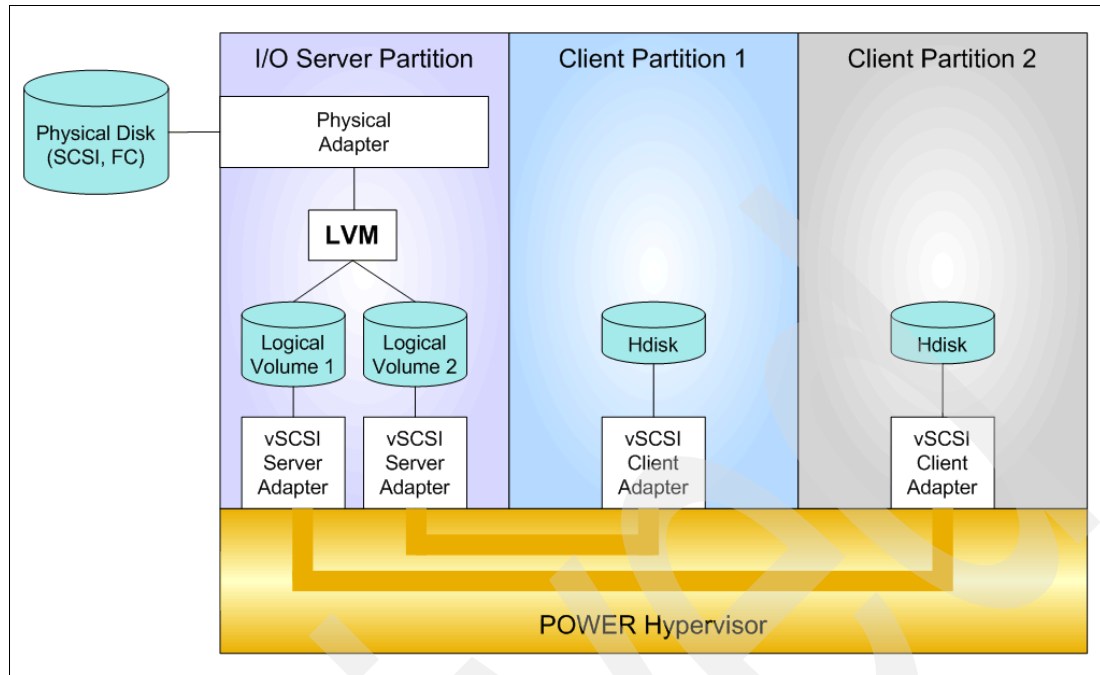 I/O Server Partition
Client Partition 1
Client Partition 2
Physical Disk
(SCSI, FC)
Physical
Adapter
LVM
Logical
Volume 1
Logical
Volume 2
Hdisk
Hdisk
vSCSI
Server
Adapter
vSCSI
Server
Adapter
vSCSI
Client
Adapter
vSCSI
Client
Adapter
POWER Hypervisor